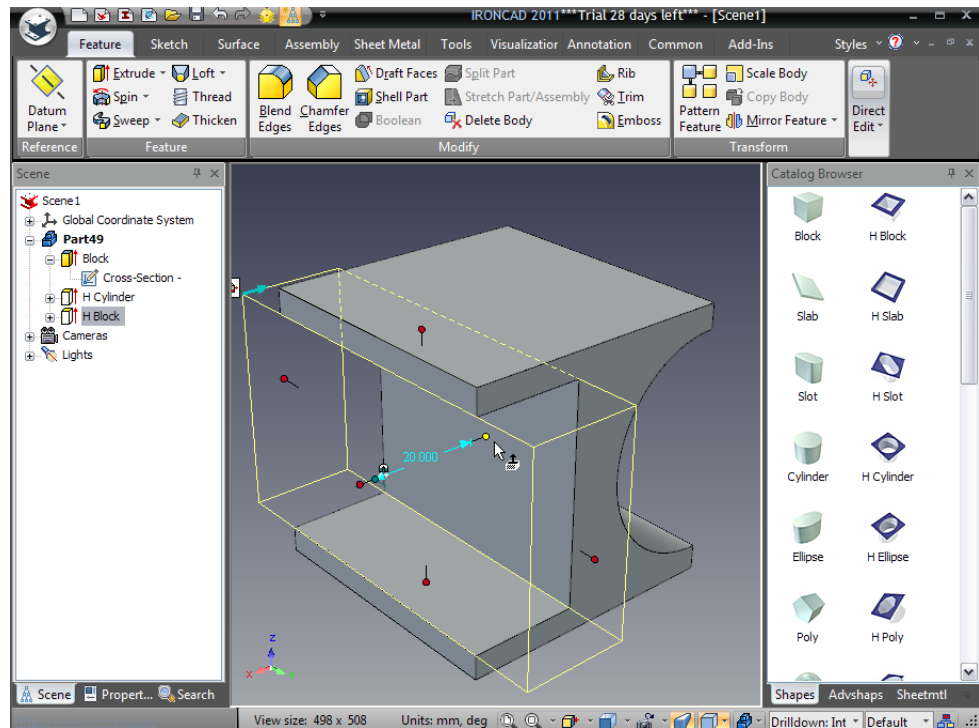 IRONCAD 2011***Trial 28 days left*** - [Scene1]
Feature Sketch Surface Assembly Sheet Metal Tools Visualization Annotation Common Add-Ins Styles
Datum Plane
Reference
Extrude Loft
Spin Thread
Sweep Thicken
Feature
Blend Edges
Chamfer Edges
Draft Faces Split Part Rib
Shell Part Stretch Part/Assembly Trim
Boolean Delete Body Emboss
Modify
Pattern Feature
Scale Body
Copy Body
Mirror Feature
Transform
Direct Edit
Scene
Scene1
Global Coordinate System
Part49
Block
Cross-Section -
H Cylinder
H Block
Cameras
Lights
Scene Propert... Search
20.000
z
x
Y
Catalog Browser
Block H Block
Slab H Slab
Slot H Slot
Cylinder H Cylinder
Ellipse H Ellipse
Poly H Poly
Shapes Advshaps Sheetmtl
View size: 498 x 508 Units: mm, deg Drilldown: Int Default